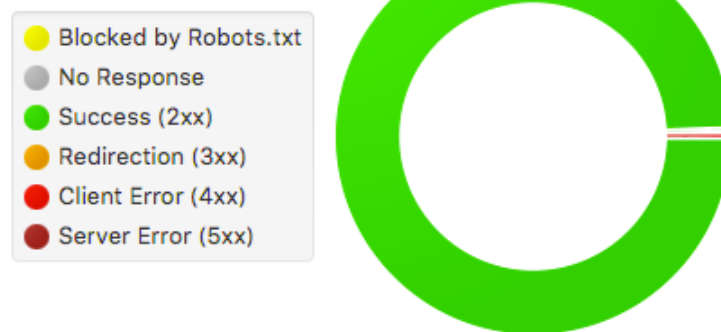 Blocked by Robots.txt
No Response
Success (2xx)
Redirection (3xx)
Client Error (4xx)
Server Error (5xx)